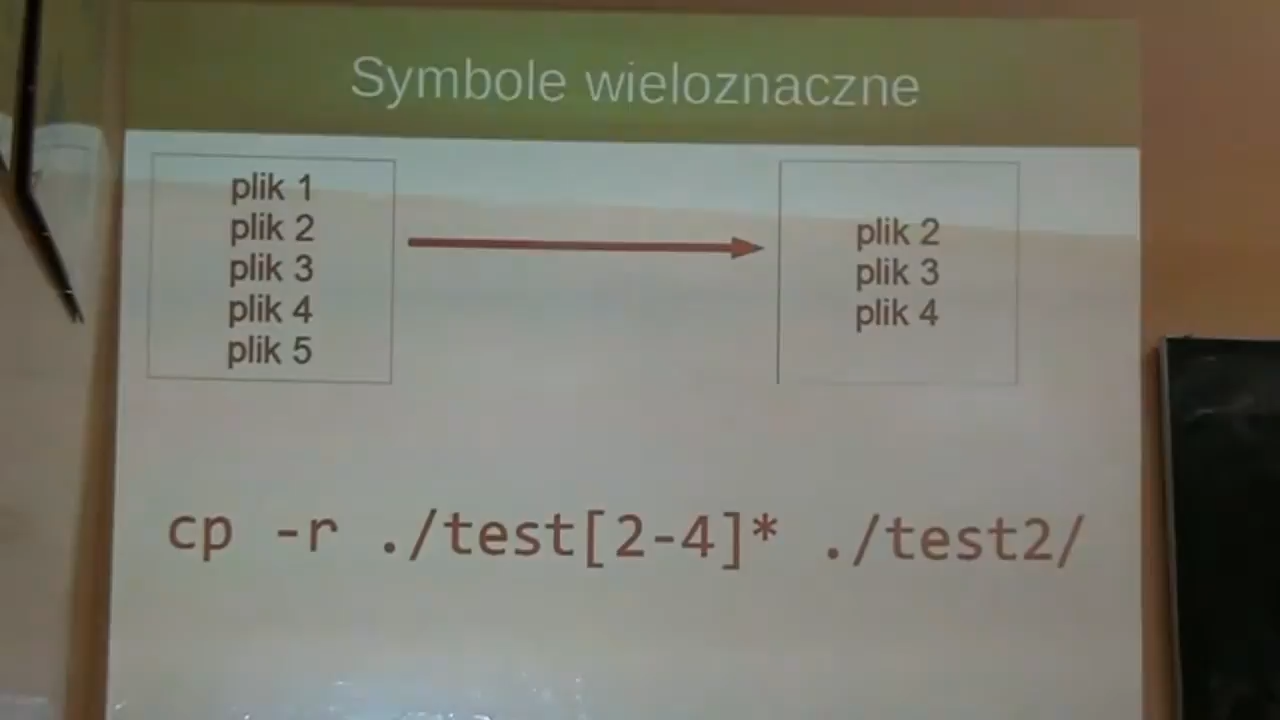 Symbole wieloznaczne
plik 1
plik 2
plik 3
plik 4
plik 5
plik 2
plik 3
plik 4
cp -r ./test[2-4]* ./test2/